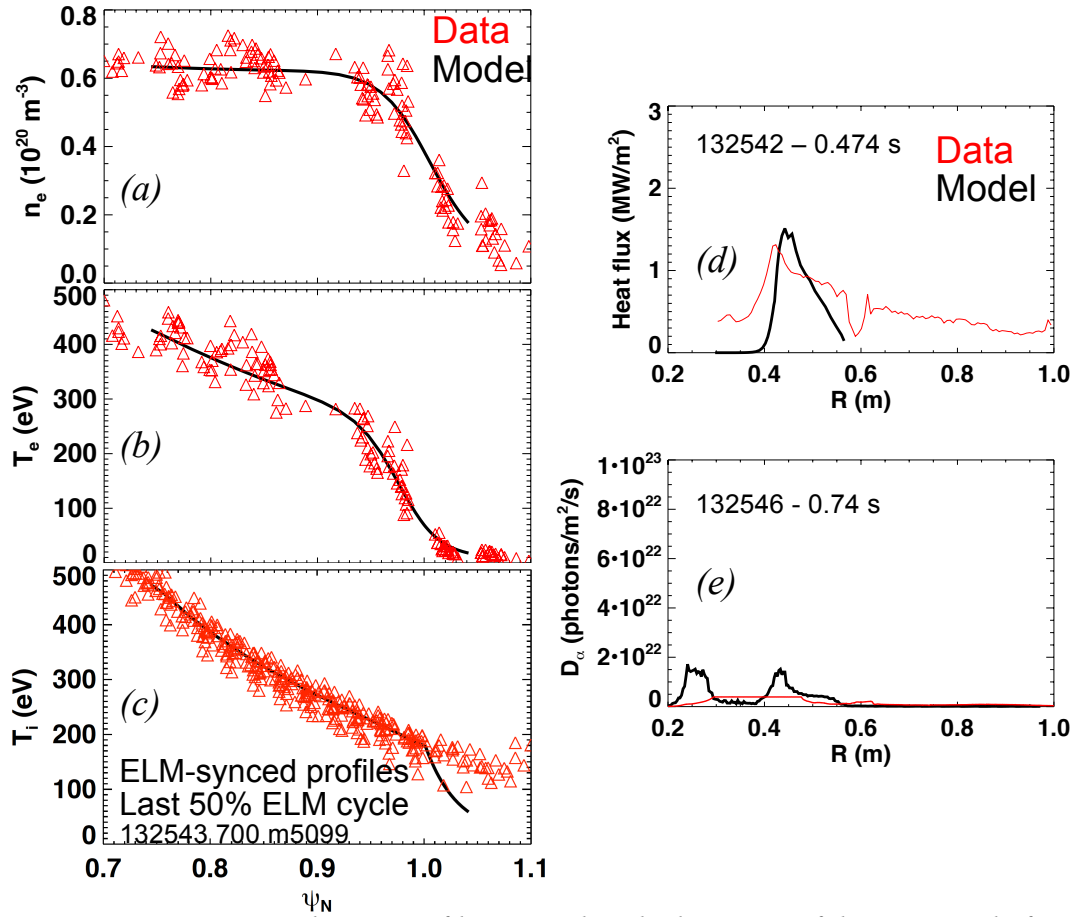 Data
Model
0.8
0.6
0.4
0.2
0.0
n_e (10^20 m^-3)
(a)
500
400
300
200
100
0
T_e (eV)
(b)
500
400
300
200
100
0
T_i (eV)
(c)
ELM-synced profiles
Last 50% ELM cycle
132543.700 m5099
0.7 0.8 0.9 1.0 1.1
ψ_N
132542 – 0.474 s
Data
Model
3
2
1
0
Heat flux (MW/m²)
(d)
0.2 0.4 0.6 0.8 1.0
R (m)
132546 - 0.74 s
1•10^23
8•10^22
6•10^22
4•10^22
2•10^22
0
D_α (photons/m²/s)
(e)
0.2 0.4 0.6 0.8 1.0
R (m)